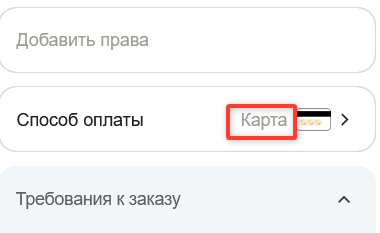 Добавить права
Способ оплаты Карта
Требования к заказу